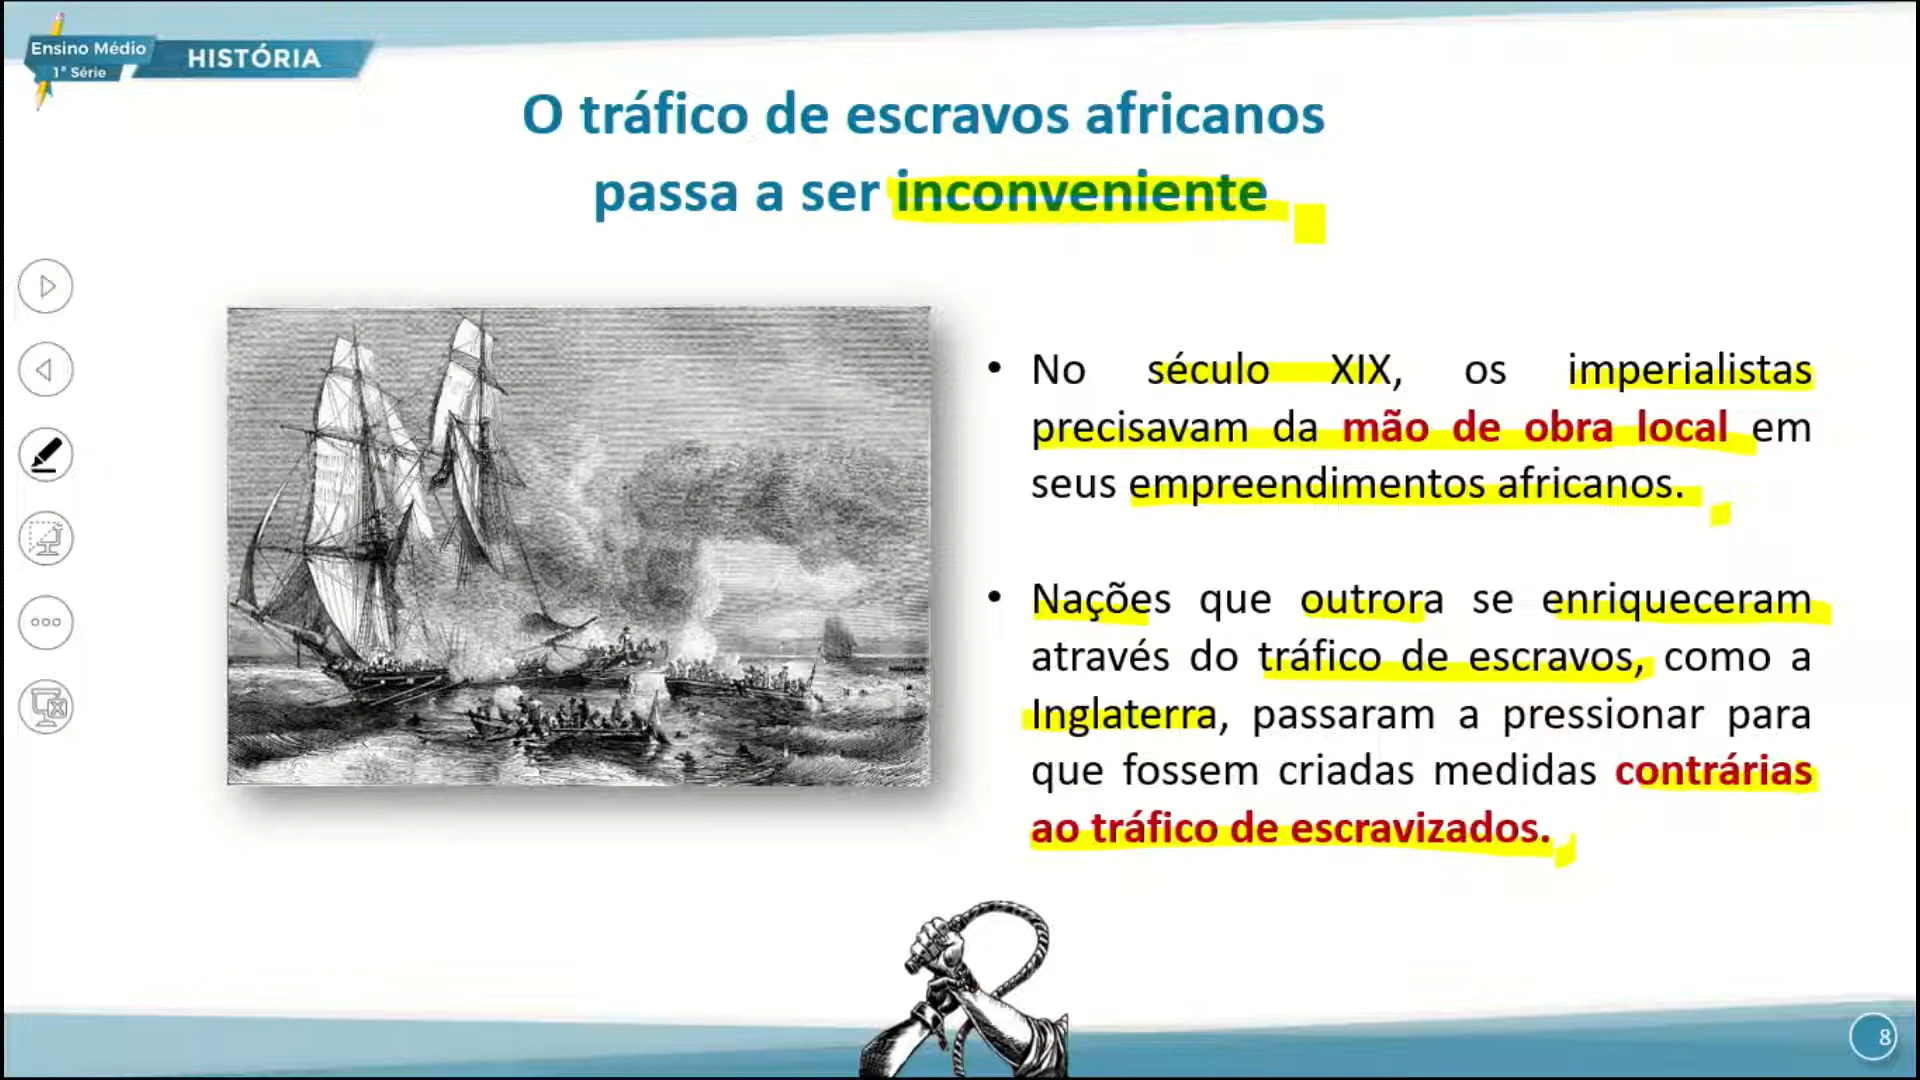 Ensino Médio
1ª Série
HISTÓRIA
O tráfico de escravos africanos
passa a ser inconveniente
• No século XIX, os imperialistas
precisavam da mão de obra local em
seus empreendimentos africanos.
• Nações que outrora se enriqueceram
através do tráfico de escravos, como a
Inglaterra, passaram a pressionar para
que fossem criadas medidas contrárias
ao tráfico de escravizados.
8